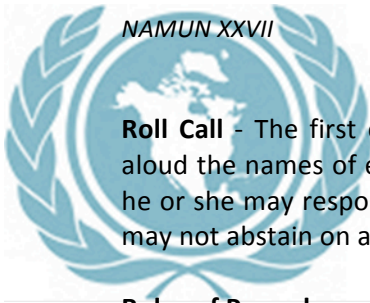 NAMUN XXVII
Roll Call - The first
aloud the names of e
he or she may respo
may not abstain on a